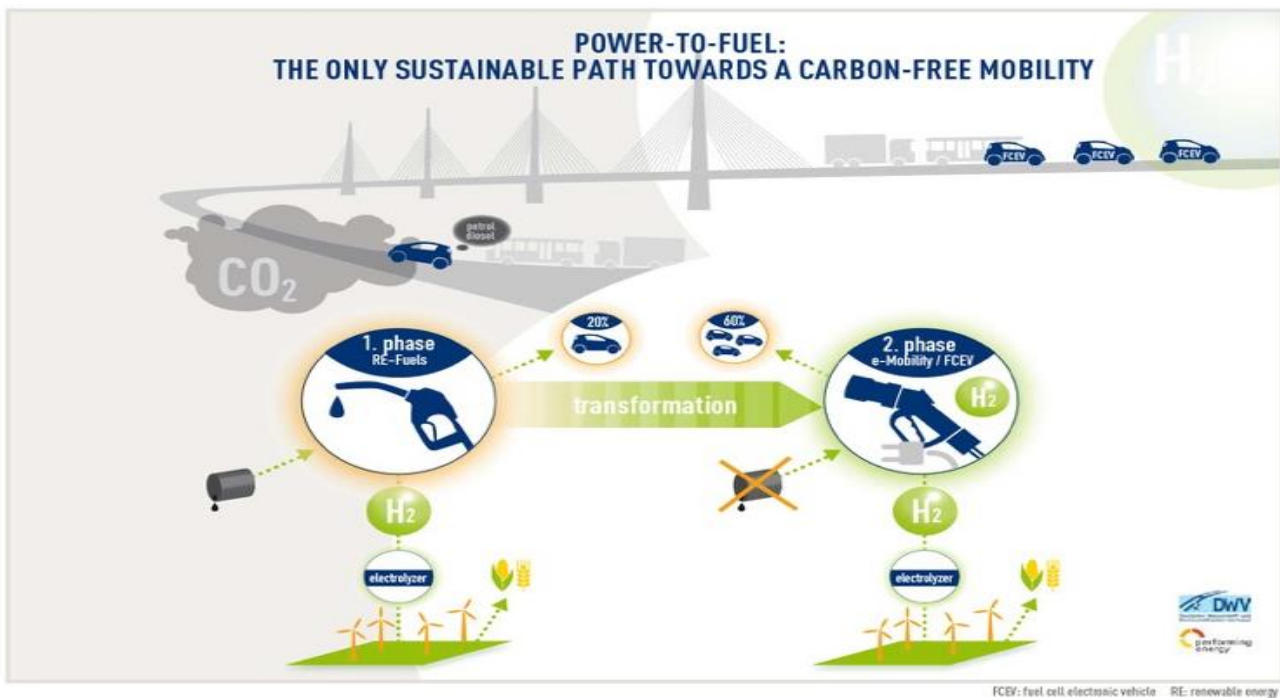 POWER-TO-FUEL:
THE ONLY SUSTAINABLE PATH TOWARDS A CARBON-FREE MOBILITY
H2
FCEV
FCEV
FCEV
petrol
diesel
CO2
20%
60%
1. phase
RE-Fuels
2. phase
e-Mobility / FCEV
H2
transformation
H2
H2
electrolyzer
electrolyzer
DWV
performing
energy
FCEV: fuel cell electronic vehicle RE: renewable energy